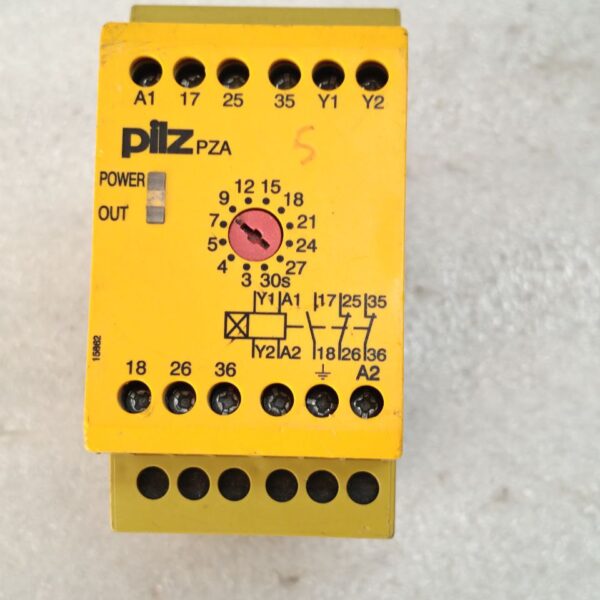 A1 17 25 35 Y1 Y2
pilz PZA
5
POWER
OUT
12 15
9 18
7 21
5 24
4 27
3 30s
Y1 A1 17 25 35
Y2 A2 18 26 36
15002
18 26 36 A2